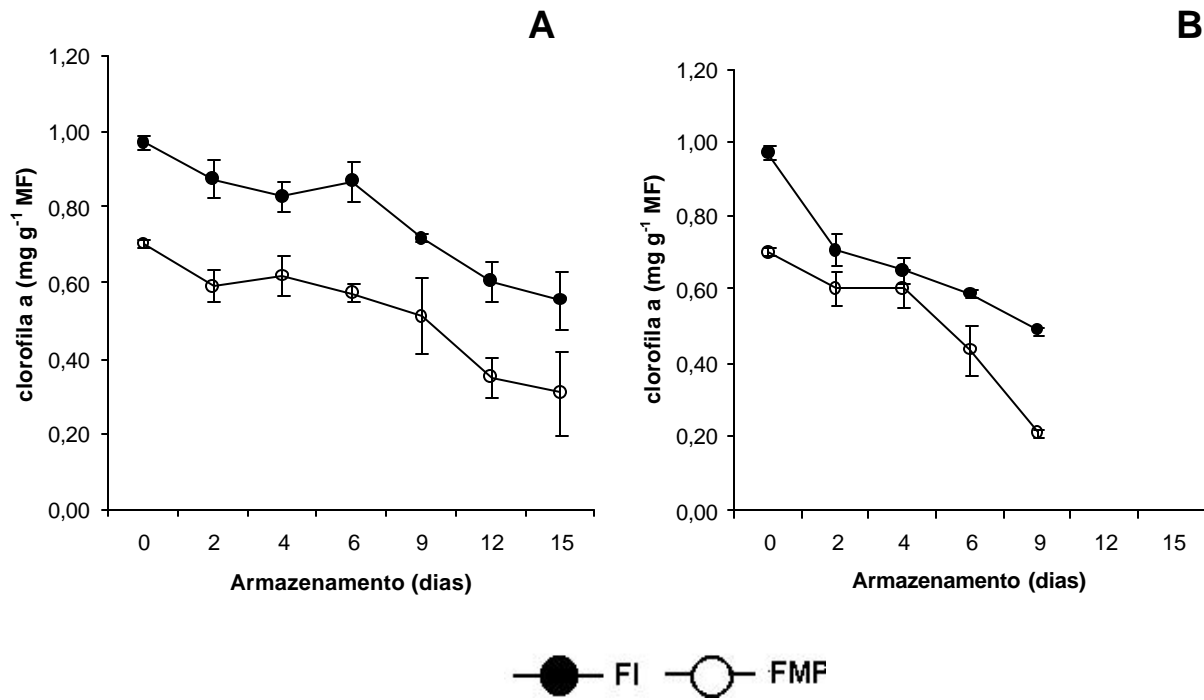 A
1,20
1,00
0,80
0,60
0,40
0,20
0,00
clorofila a (mg g-1 MF)
0 2 4 6 9 12 15
Armazenamento (dias)
B
1,20
1,00
0,80
0,60
0,40
0,20
0,00
clorofila a (mg g-1 MF)
0 2 4 6 9 12 15
Armazenamento (dias)
FI FMP